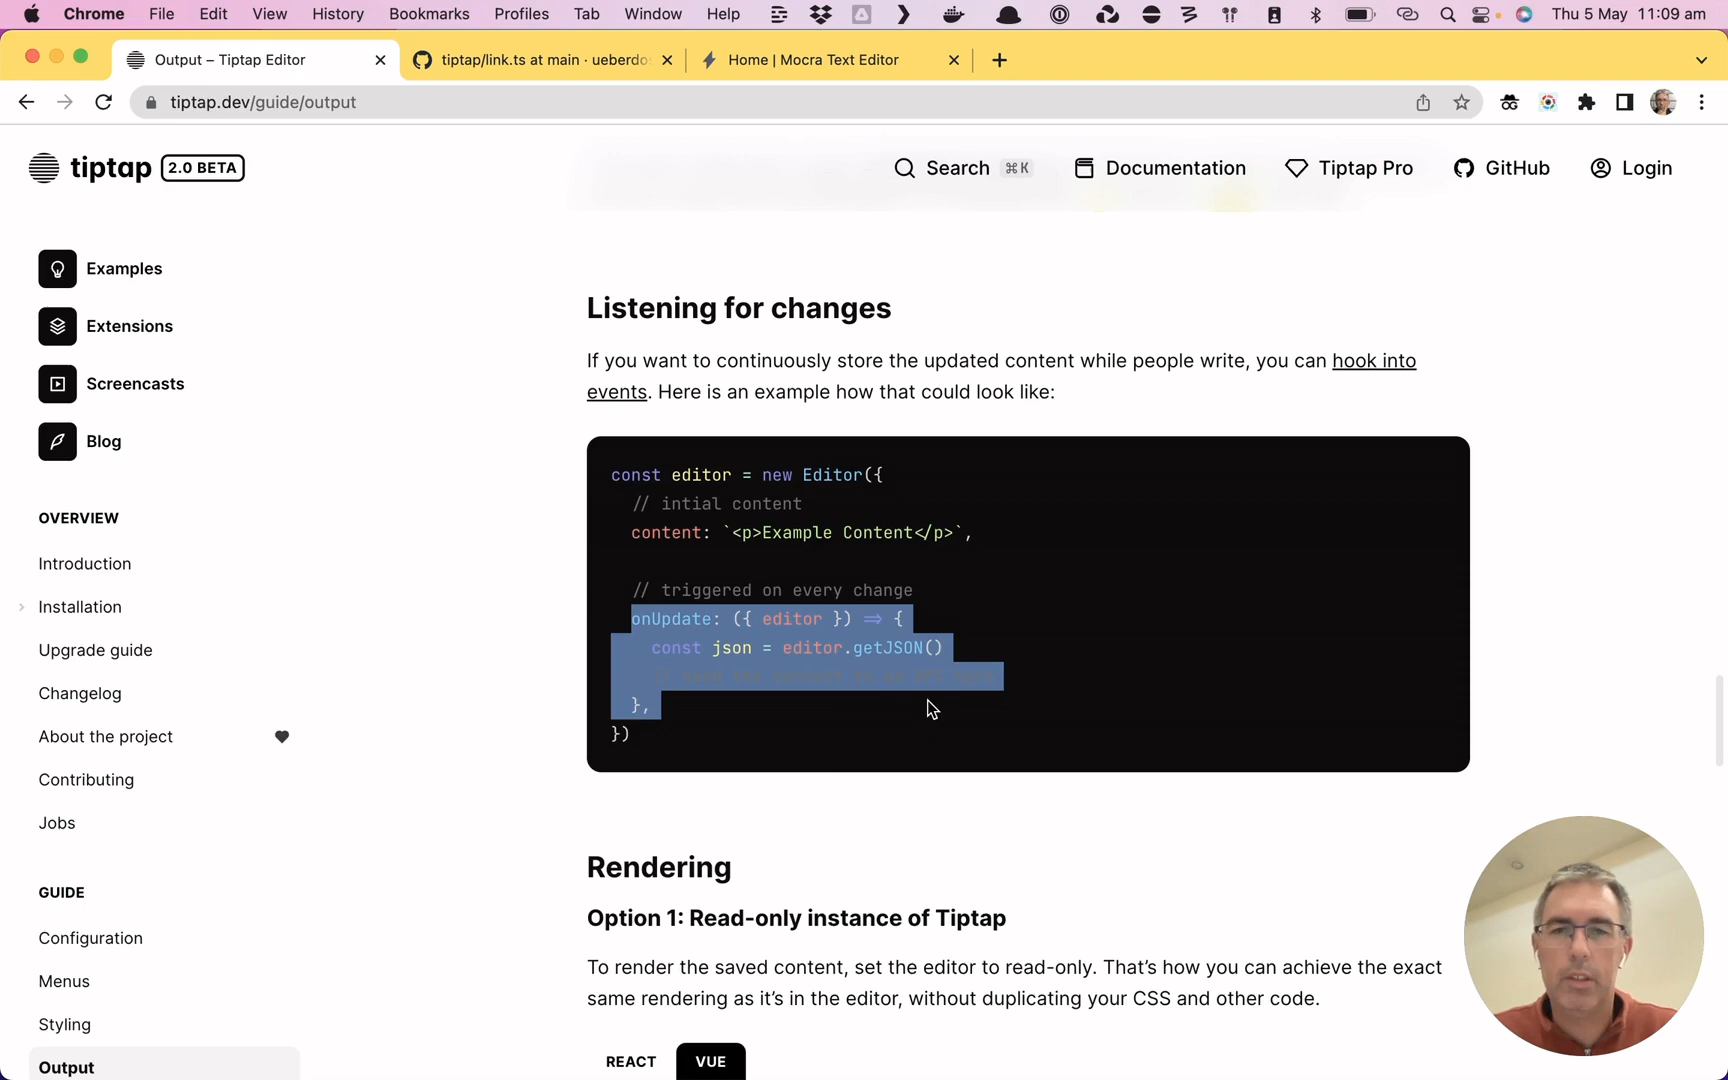 Chrome File Edit View History Bookmarks Profiles Tab Window Help Thu 5 May 11:09 am
Output – Tiptap Editor tiptap/link.ts at main · ueberdos Home | Mocra Text Editor
tiptap.dev/guide/output
tiptap 2.0 BETA Search ⌘K Documentation Tiptap Pro GitHub Login
Examples
Extensions
Screencasts
Blog
OVERVIEW
Introduction
Installation
Upgrade guide
Changelog
About the project
Contributing
Jobs
GUIDE
Configuration
Menus
Styling
Output
Listening for changes
If you want to continuously store the updated content while people write, you can hook into
events. Here is an example how that could look like:
const editor = new Editor({
// intial content
content: `<p>Example Content</p>`,
// triggered on every change
onUpdate: ({ editor }) => {
const json = editor.getJSON()
// send the content to an API here
},
})
Rendering
Option 1: Read-only instance of Tiptap
To render the saved content, set the editor to read-only. That’s how you can achieve the exact
same rendering as it’s in the editor, without duplicating your CSS and other code.
REACT VUE